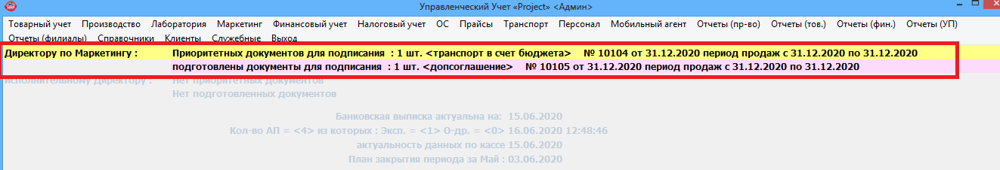 Управленческий Учет «Project» <Админ>
Товарный учет Производство Лаборатория Маркетинг Финансовый учет Налоговый учет ОС Прайсы Транспорт Персонал Мобильный агент Отчеты (пр-во) Отчеты (тов.) Отчеты (фин.) Отчеты (УП)
Отчеты (филиалы) Справочники Клиенты Служебные Выход
Директору по Маркетингу : Приоритетных документов для подписания : 1 шт. <транспорт в счет бюджета> № 10104 от 31.12.2020 период продаж с 31.12.2020 по 31.12.2020
подготовлены документы для подписания : 1 шт. <допсоглашение> № 10105 от 31.12.2020 период продаж с 31.12.2020 по 31.12.2020
исполнительному директору : Нет приоритетных документов
Нет подготовленных документов
Банковская выписка актуальна на: 15.06.2020
Кол-во АП = <4> из которых : Эксп. = <1> О-др. = <0> 16.06.2020 12:48:46
актуальность данных по кассе 15.06.2020
План закрытия периода за Май : 03.06.2020